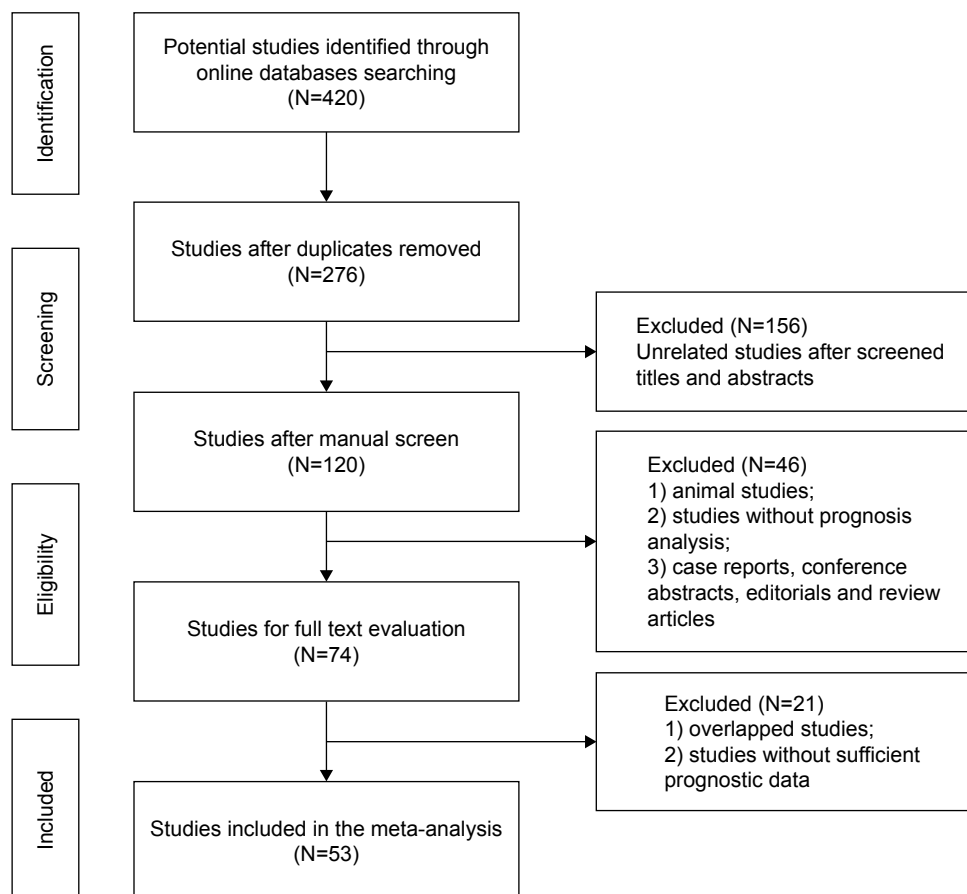 Identification
Potential studies identified through
online databases searching
(N=420)
Studies after duplicates removed
(N=276)
Screening
Excluded (N=156)
Unrelated studies after screened
titles and abstracts
Studies after manual screen
(N=120)
Eligibility
Excluded (N=46)
1) animal studies;
2) studies without prognosis
analysis;
3) case reports, conference
abstracts, editorials and review
articles
Studies for full text evaluation
(N=74)
Excluded (N=21)
1) overlapped studies;
2) studies without sufficient
prognostic data
Included
Studies included in the meta-analysis
(N=53)